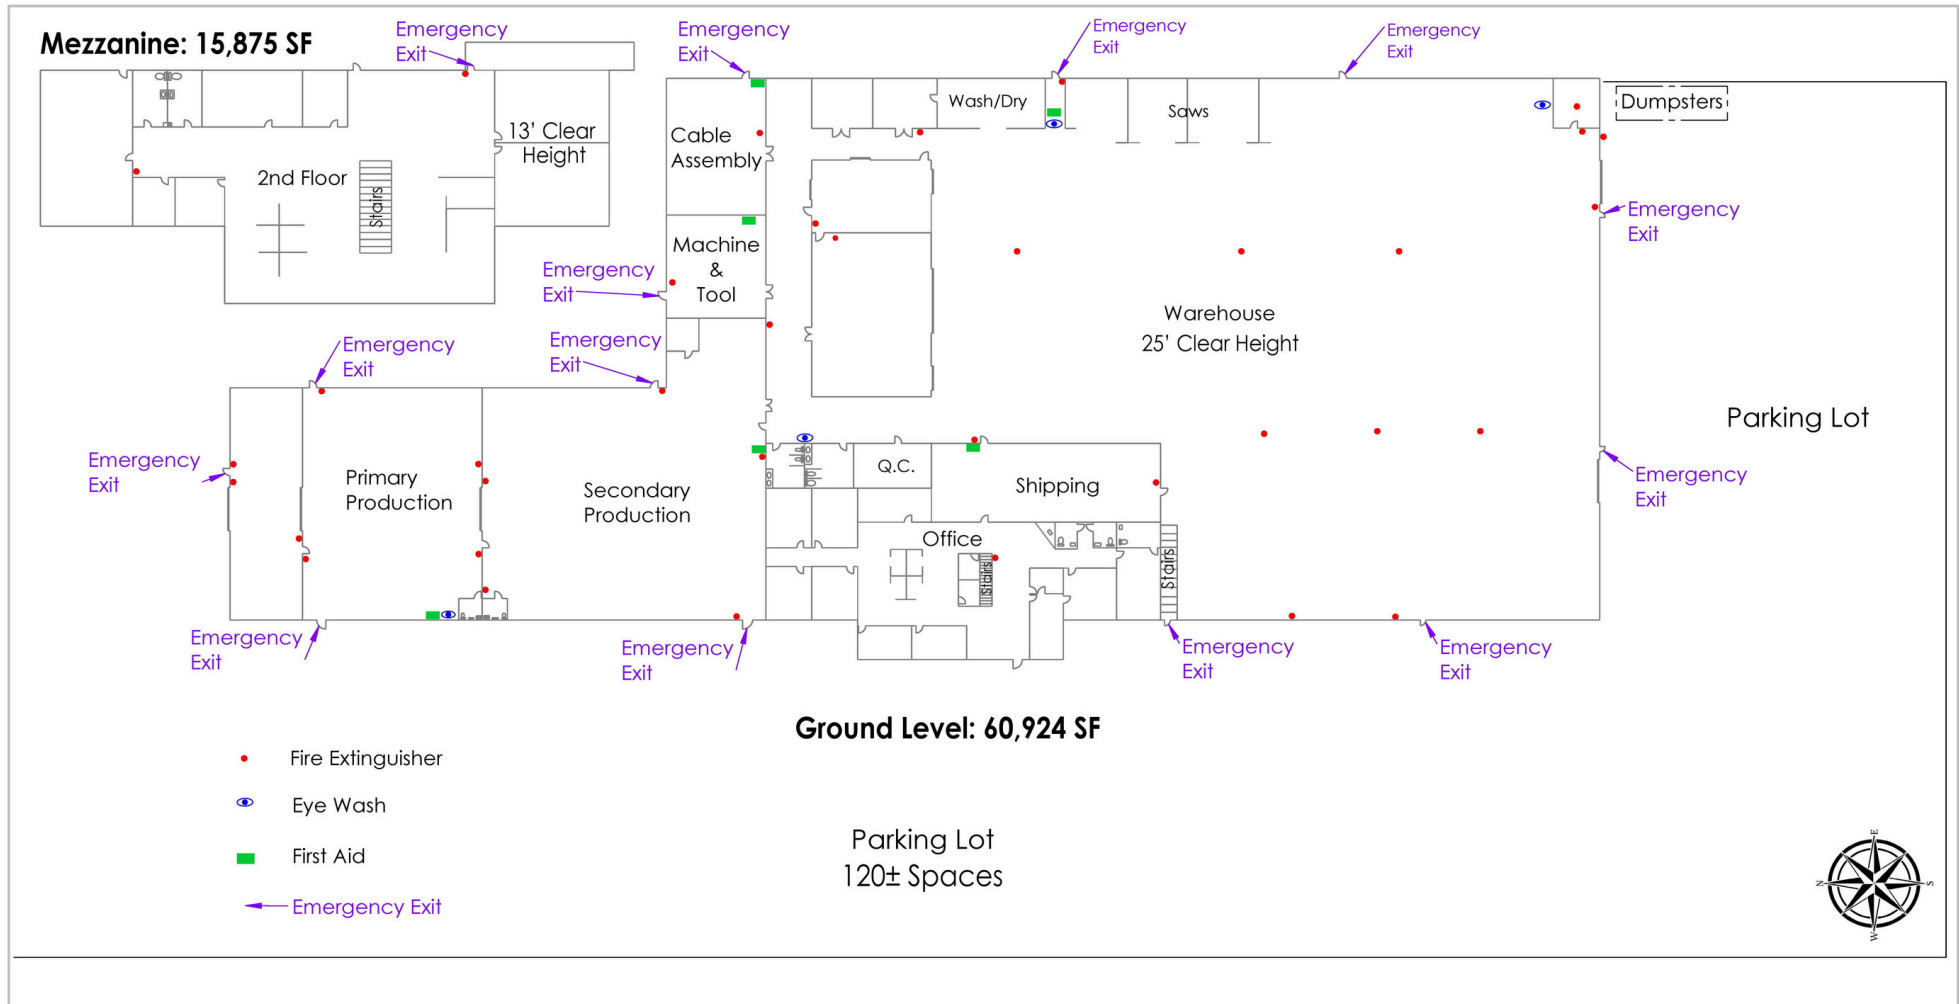 Mezzanine: 15,875 SF
Emergency
Exit
Emergency
Exit
Emergency
Exit
Emergency
Exit
13' Clear
Height
2nd Floor
Stairs
Cable
Assembly
Wash/Dry
Saws
Dumpsters
Emergency
Exit
Machine
&
Tool
Emergency
Exit
Warehouse
25' Clear Height
Emergency
Exit
Emergency
Exit
Parking Lot
Emergency
Exit
Primary
Production
Secondary
Production
Q.C.
Shipping
Emergency
Exit
Office
Stairs
Stairs
Emergency
Exit
Emergency
Exit
Emergency
Exit
Emergency
Exit
Ground Level: 60,924 SF
Fire Extinguisher
Eye Wash
First Aid
Emergency Exit
Parking Lot
120± Spaces
E
N
S
W